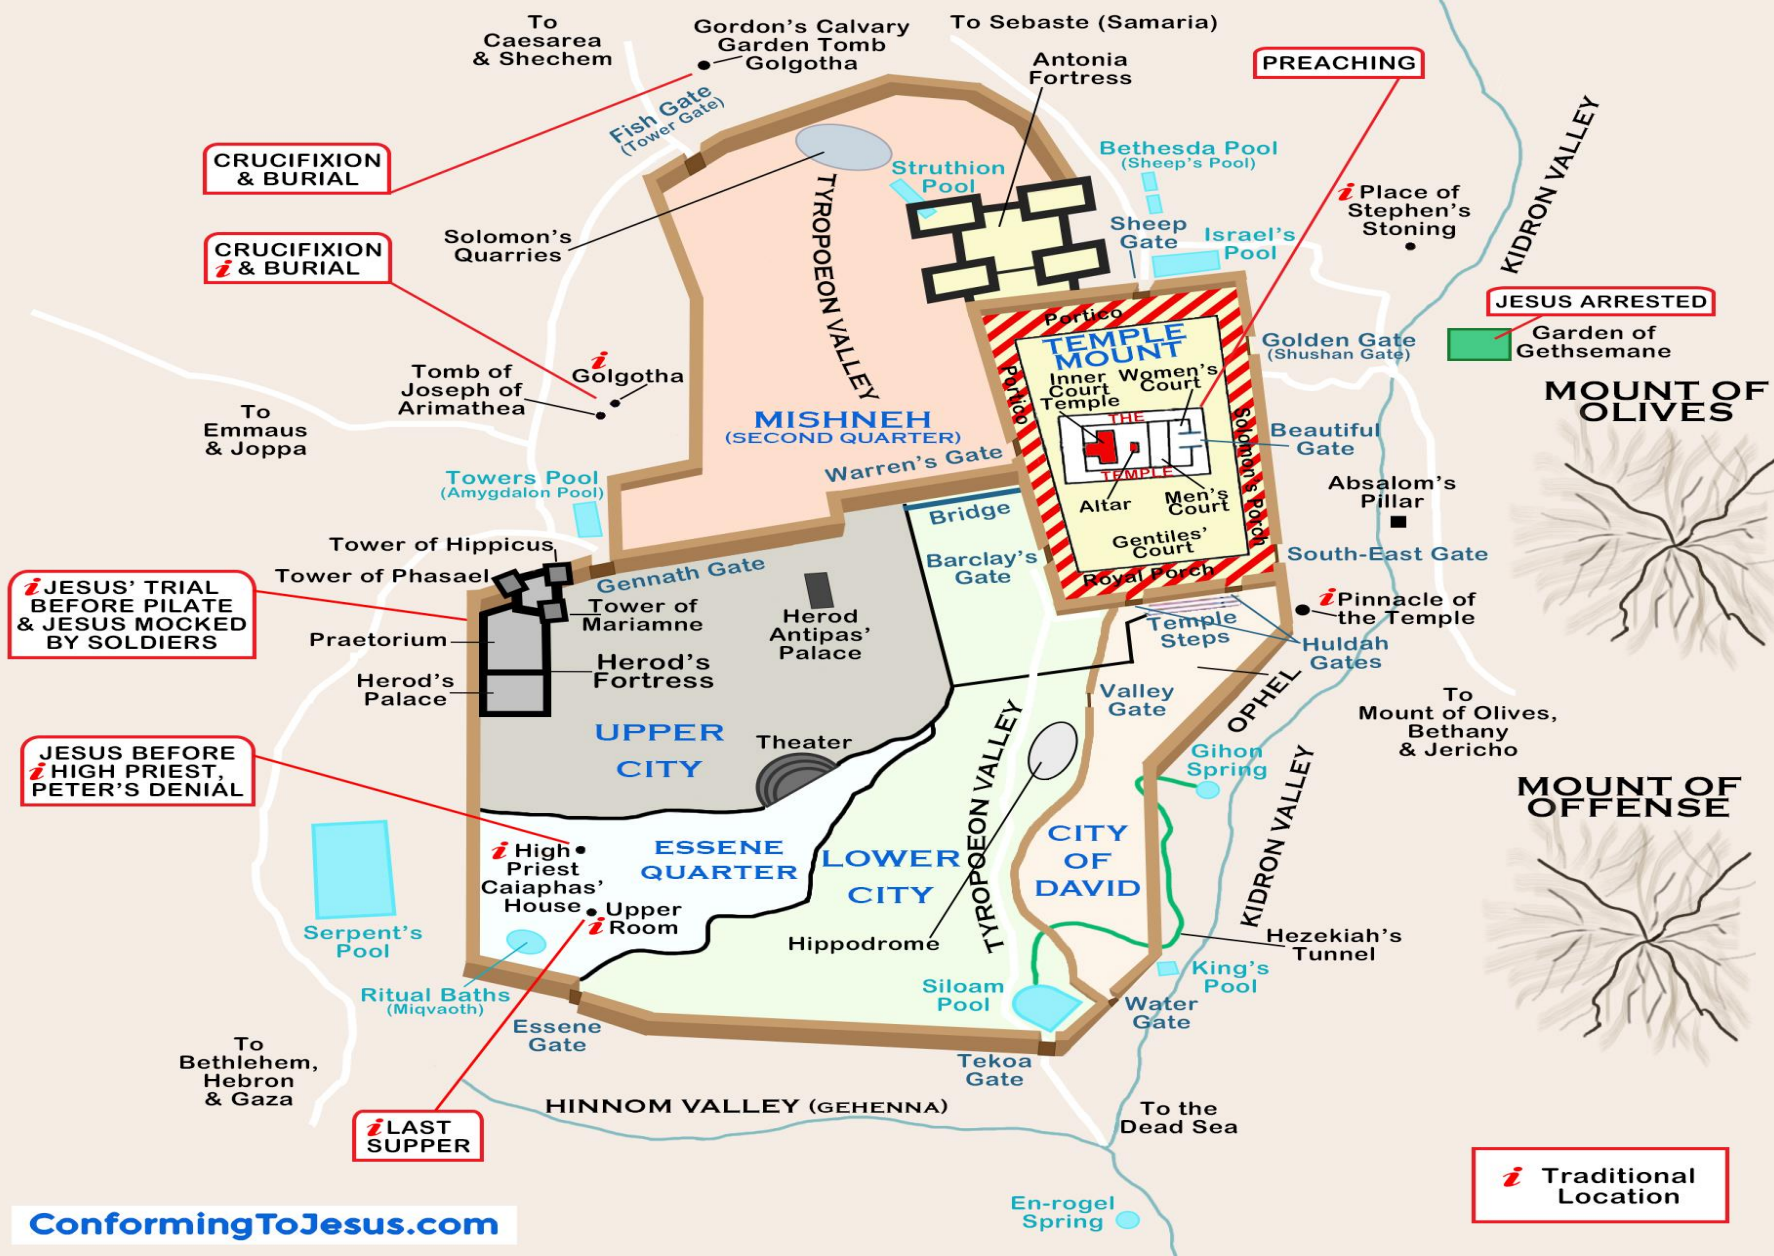 To
Caesarea
& Shechem
Gordon's Calvary
Garden Tomb
Golgotha
To Sebaste (Samaria)
Antonia
Fortress
PREACHING
Fish Gate
(Tower Gate)
CRUCIFIXION
& BURIAL
Struthion
Pool
Bethesda Pool
(Sheep's Pool)
KIDRON VALLEY
i Place of
Stephen's
Stoning
TYROPOEON VALLEY
Solomon's
Quarries
CRUCIFIXION
i & BURIAL
Sheep
Gate
Israel's
Pool
JESUS ARRESTED
Garden of
Gethsemane
Portico
TEMPLE
MOUNT
Golden Gate
(Shushan Gate)
i
Golgotha
Tomb of
Joseph of
Arimathea
Portico
Inner
Court
Temple
Women's
Court
MOUNT OF
OLIVES
To
Emmaus
& Joppa
MISHNEH
(SECOND QUARTER)
THE
TEMPLE
Solomon's Porch
Beautiful
Gate
Warren's Gate
Towers Pool
(Amygdalon Pool)
Altar
Men's
Court
Absalom's
Pillar
Bridge
Gentiles'
Court
Tower of Hippicus
Barclay's
Gate
South-East Gate
Tower of Phasael
Gennath Gate
Royal Porch
i JESUS' TRIAL
BEFORE PILATE
& JESUS MOCKED
BY SOLDIERS
Tower of
Mariamne
Herod
Antipas'
Palace
Temple
Steps
i Pinnacle of
the Temple
Praetorium
Huldah
Gates
Herod's
Fortress
Herod's
Palace
Valley
Gate
OPHEL
To
Mount of Olives,
Bethany
& Jericho
UPPER
CITY
Theater
TYROPOEON VALLEY
Gihon
Spring
JESUS BEFORE
i HIGH PRIEST,
PETER'S DENIAL
KIDRON VALLEY
MOUNT OF
OFFENSE
i High
Priest
Caiaphas'
House
ESSENE
QUARTER
LOWER
CITY
CITY
OF
DAVID
Upper
i Room
Serpent's
Pool
Hippodrome
Hezekiah's
Tunnel
Ritual Baths
(Miqvaoth)
Siloam
Pool
King's
Pool
Water
Gate
Essene
Gate
To
Bethlehem,
Hebron
& Gaza
Tekoa
Gate
HINNOM VALLEY (GEHENNA)
To the
Dead Sea
i LAST
SUPPER
i Traditional
Location
En-rogel
Spring
ConformingToJesus.com